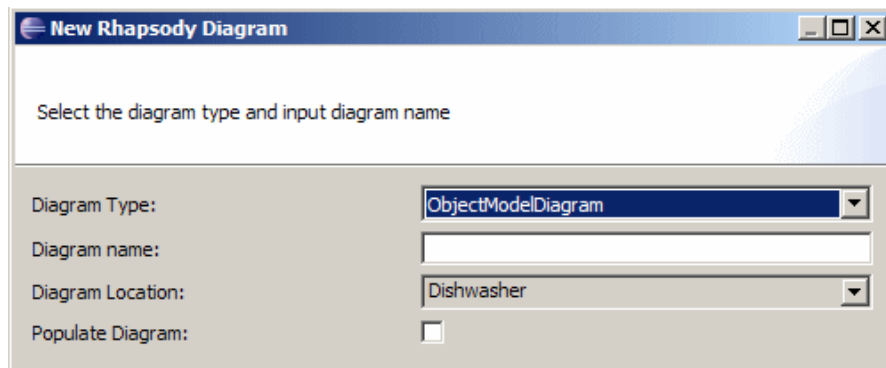 New Rhapsody Diagram
Select the diagram type and input diagram name
Diagram Type: ObjectModelDiagram
Diagram name:
Diagram Location: Dishwasher
Populate Diagram: